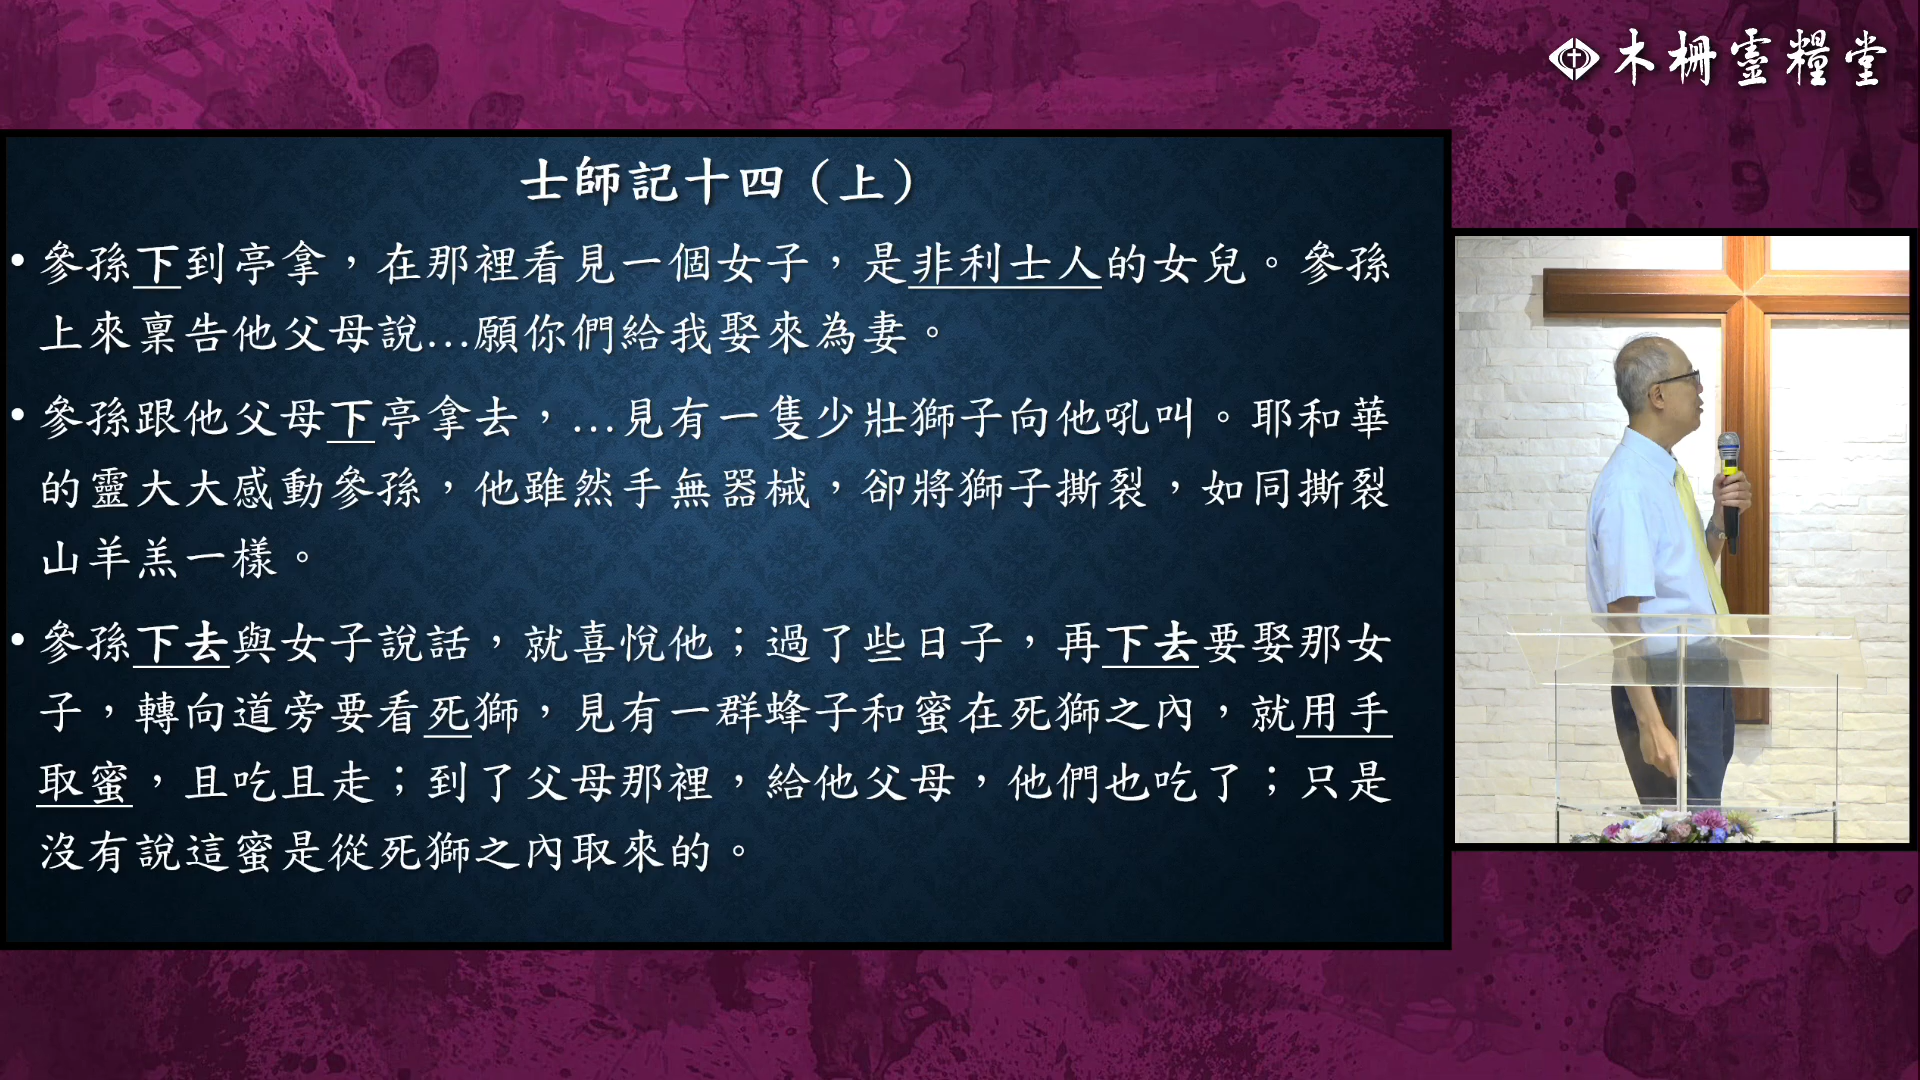 木柵靈糧堂
士師記十四（上）
• 參孫下到亭拿，在那裡看見一個女子，是非利士人的女兒。參孫
上來稟告他父母說…願你們給我娶來為妻。
• 參孫跟他父母下亭拿去，…見有一隻少壯獅子向他吼叫。耶和華
的靈大大感動參孫，他雖然手無器械，卻將獅子撕裂，如同撕裂
山羊羔一樣。
• 參孫下去與女子說話，就喜悅他；過了些日子，再下去要娶那女
子，轉向道旁要看死獅，見有一群蜂子和蜜在死獅之內，就用手
取蜜，且吃且走；到了父母那裡，給他父母，他們也吃了；只是
沒有說這蜜是從死獅之內取來的。